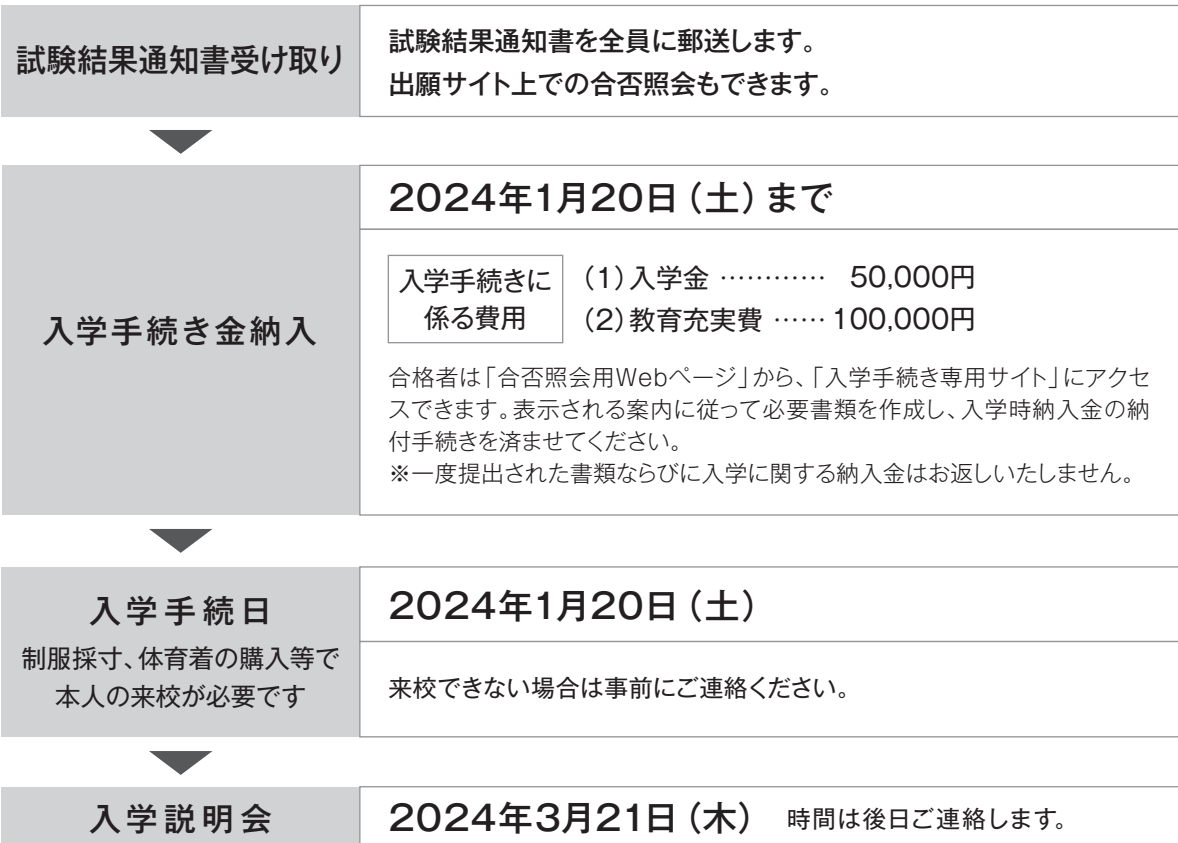 試験結果通知書受け取り
試験結果通知書を全員に郵送します。
出願サイト上での合否照会もできます。
入学手続き金納入
2024年1月20日（土）まで
入学手続きに
係る費用
（1）入学金 ………… 50,000円
（2）教育充実費 …… 100,000円
合格者は「合否照会用Webページ」から、「入学手続き専用サイト」にアクセ
スできます。表示される案内に従って必要書類を作成し、入学時納入金の納
付手続きを済ませてください。
※一度提出された書類ならびに入学に関する納入金はお返しいたしません。
入学手続日
制服採寸、体育着の購入等で
本人の来校が必要です
2024年1月20日（土）
来校できない場合は事前にご連絡ください。
入学説明会
2024年3月21日（木） 時間は後日ご連絡します。